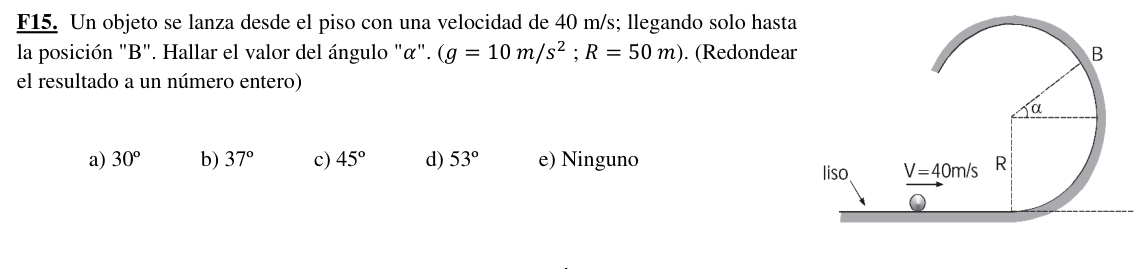 F15. Un objeto se lanza desde el piso con una velocidad de 40 m/s; llegando solo hasta
la posición "B". Hallar el valor del ángulo "α". (g = 10 m/s² ; R = 50 m). (Redondear
el resultado a un número entero)
a) 30º b) 37º c) 45º d) 53º e) Ninguno
B
α
liso
V=40m/s
R